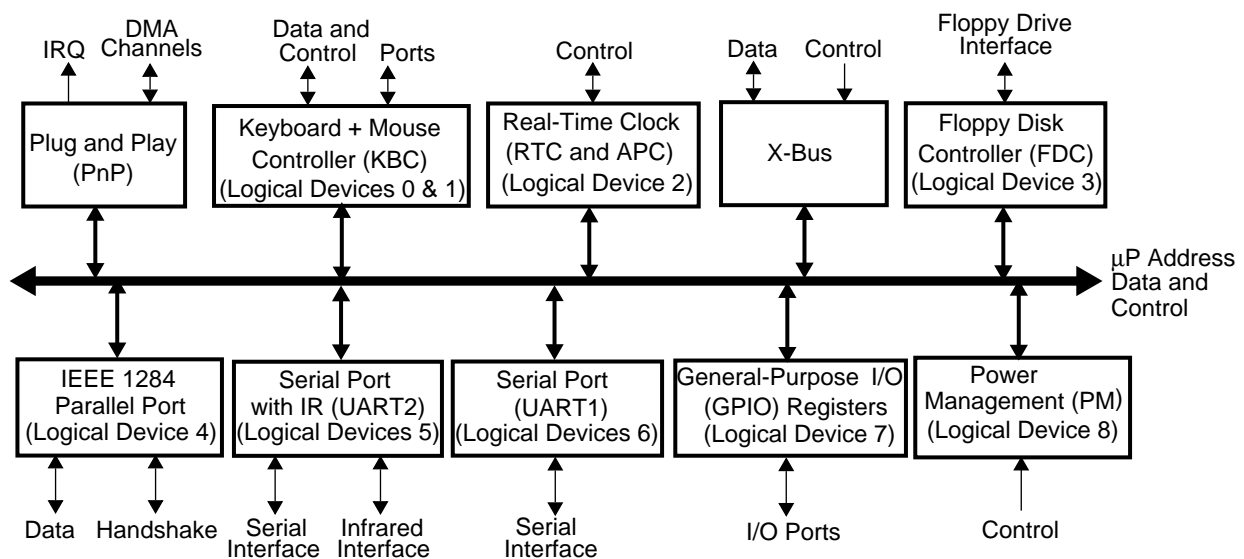 IRQ
DMA
Channels
Data and
Control
Ports
Control
Data
Control
Floppy Drive
Interface
Plug and Play
(PnP)
Keyboard + Mouse
Controller (KBC)
(Logical Devices 0 & 1)
Real-Time Clock
(RTC and APC)
(Logical Device 2)
X-Bus
Floppy Disk
Controller (FDC)
(Logical Device 3)
µP Address
Data and
Control
IEEE 1284
Parallel Port
(Logical Device 4)
Serial Port
with IR (UART2)
(Logical Devices 5)
Serial Port
(UART1)
(Logical Devices 6)
General-Purpose I/O
(GPIO) Registers
(Logical Device 7)
Power
Management (PM)
(Logical Device 8)
Data
Handshake
Serial
Interface
Infrared
Interface
Serial
Interface
I/O Ports
Control